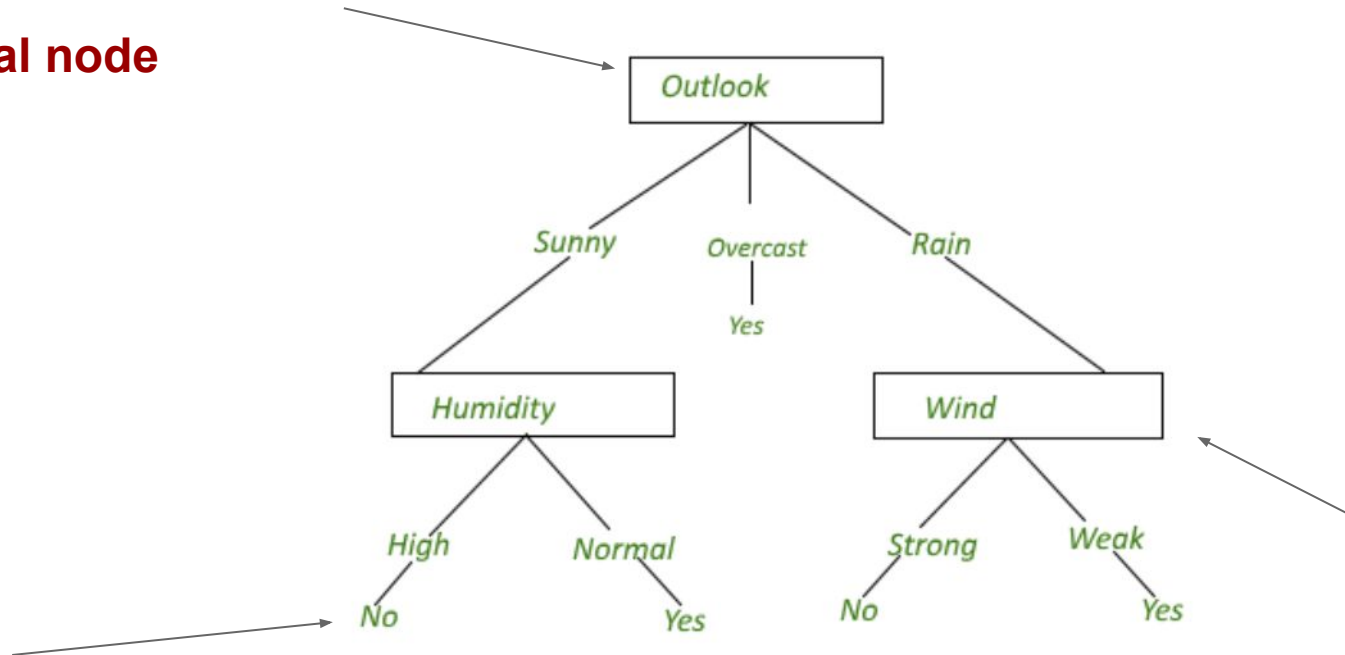 al node
Outlook
Sunny
Overcast
Rain
Yes
Humidity
Wind
High
Normal
Strong
Weak
No
Yes
No
Yes